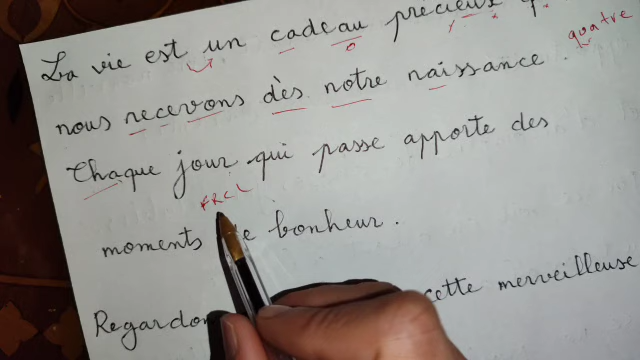 La vie est un cadeau précieux q
quatre
nous recevons dès notre naissance.
Chaque jour qui passe apporte des
FRCL
moments bonheur.
cette merveilleuse